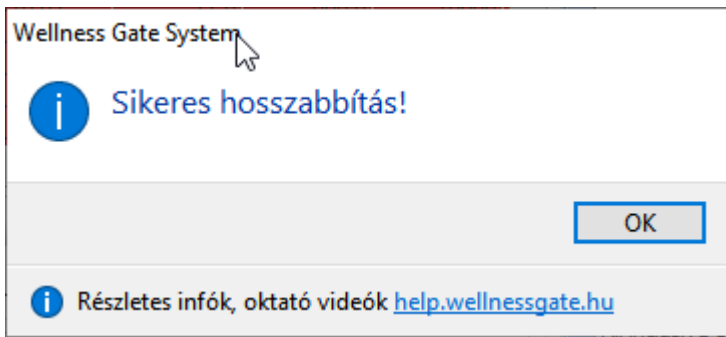 Wellness Gate System
Sikeres hosszabbítás!
OK
Részletes infók, oktató videók help.wellnessgate.hu